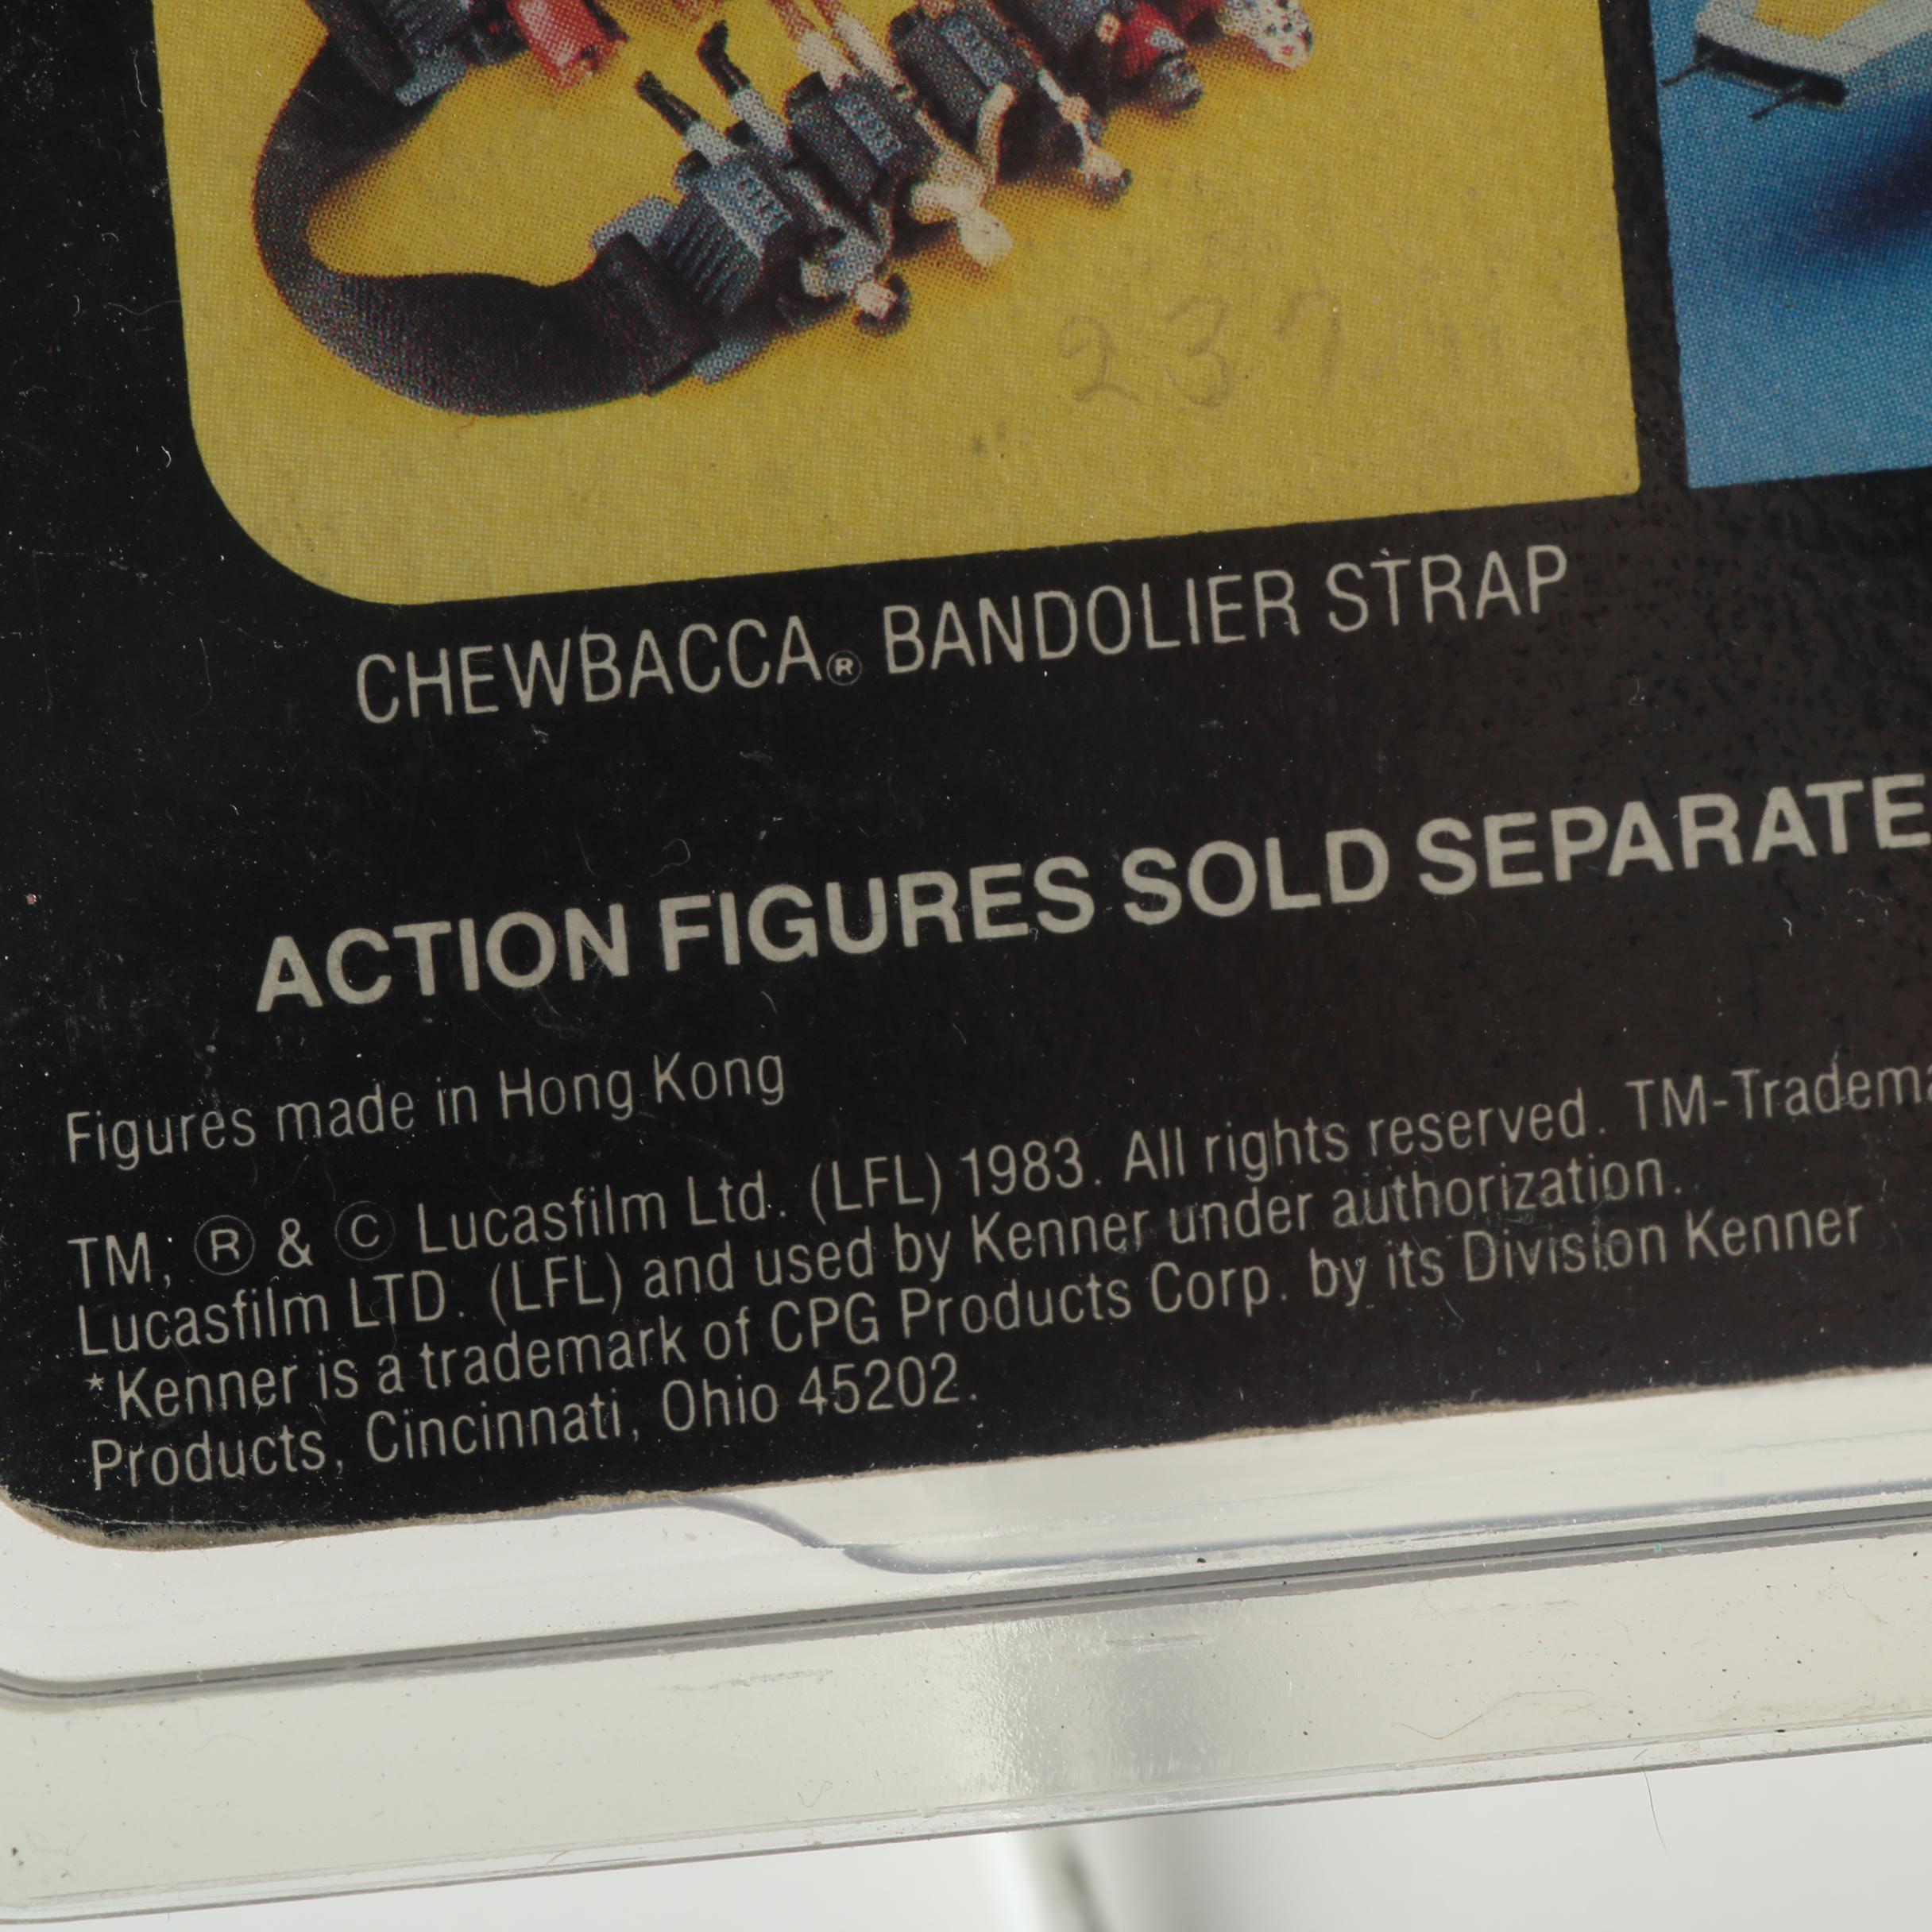 237
CHEWBACCA® BANDOLIER STRAP
ACTION FIGURES SOLD SEPARATE
Figures made in Hong Kong
TM, ® & © Lucasfilm Ltd. (LFL) 1983. All rights reserved. TM-Tradema
Lucasfilm LTD. (LFL) and used by Kenner under authorization.
*Kenner is a trademark of CPG Products Corp. by its Division Kenner
Products, Cincinnati, Ohio 45202.